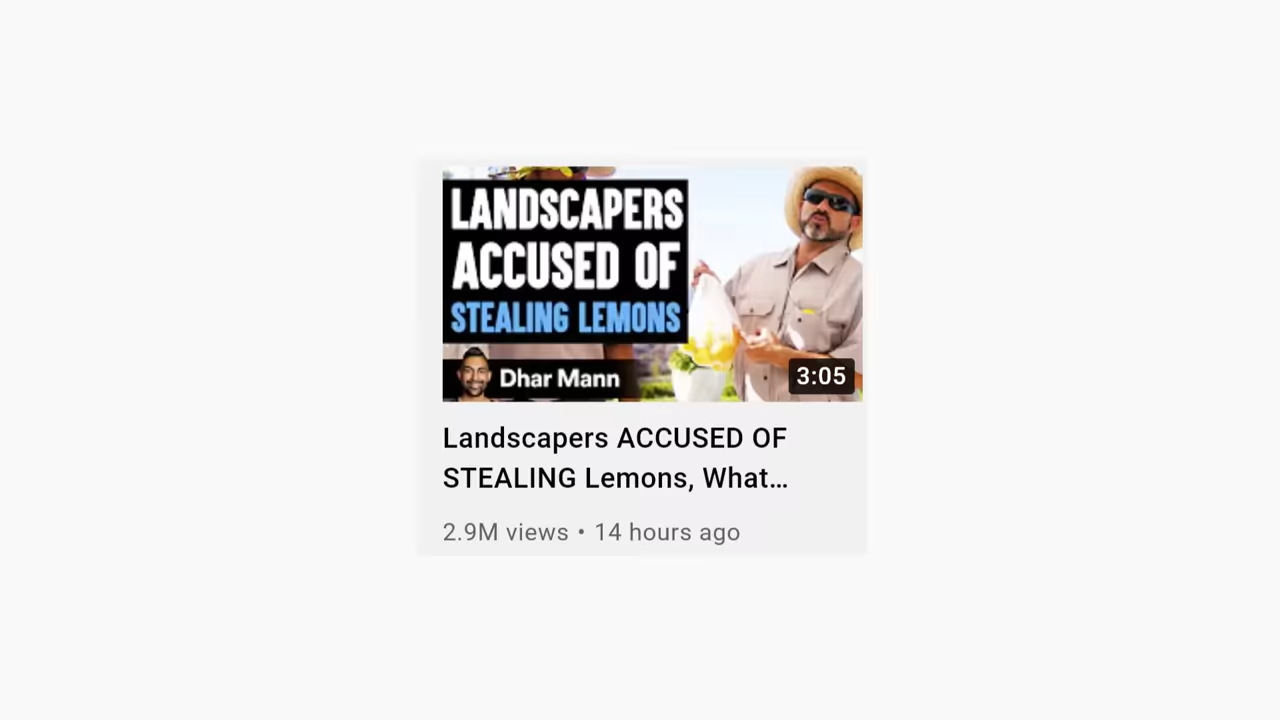 LANDSCAPERS
ACCUSED OF
STEALING LEMONS
Dhar Mann
3:05
Landscapers ACCUSED OF
STEALING Lemons, What…
2.9M views • 14 hours ago